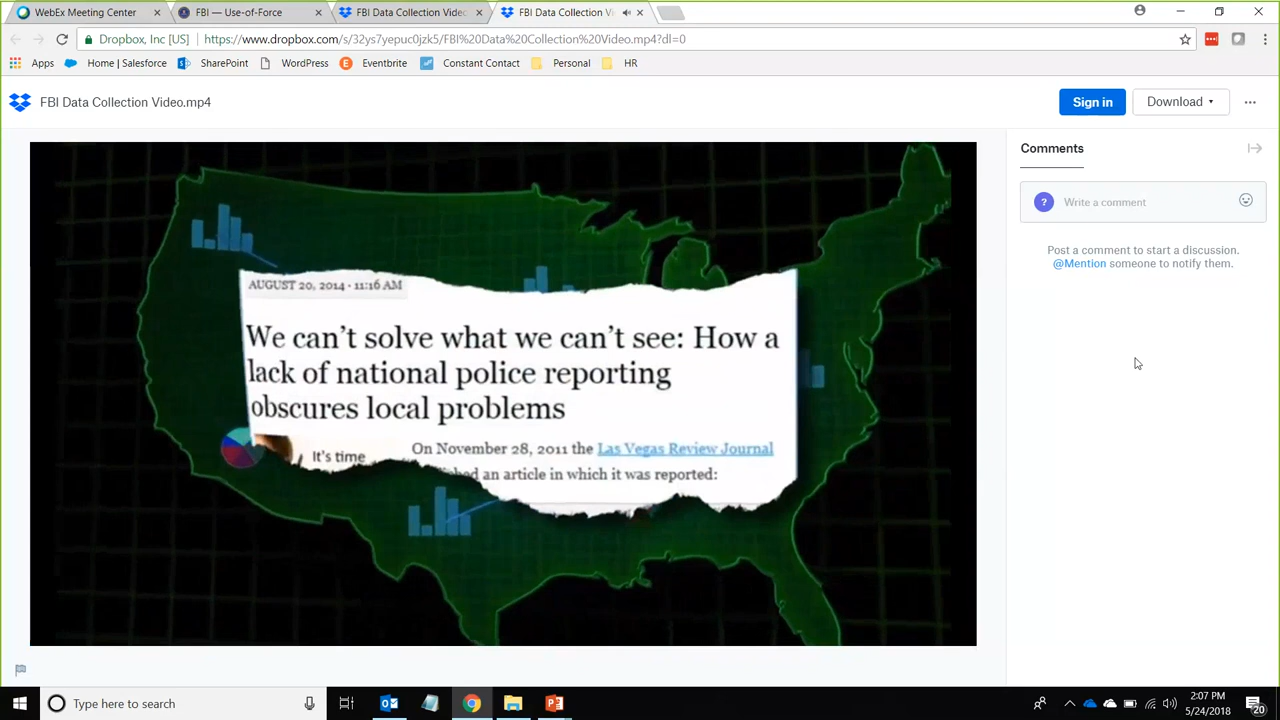 WebEx Meeting Center
FBI — Use-of-Force
FBI Data Collection Video
FBI Data Collection Vi
Dropbox, Inc [US]
https://www.dropbox.com/s/32ys7yepuc0jzk5/FBI%20Data%20Collection%20Video.mp4?dl=0
Apps
Home | Salesforce
SharePoint
WordPress
Eventbrite
Constant Contact
Personal
HR
FBI Data Collection Video.mp4
Sign in
Download
Comments
Write a comment
Post a comment to start a discussion.
@Mention someone to notify them.
AUGUST 20, 2014 · 11:16 AM
We can’t solve what we can’t see: How a
lack of national police reporting
obscures local problems
It's time
On November 28, 2011 the Las Vegas Review Journal
an article in which it was reported:
Type here to search
2:07 PM
5/24/2018
20